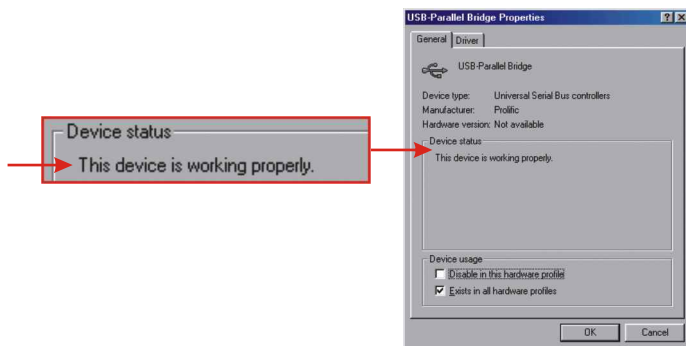 Device status
This device is working properly.
USB-Parallel Bridge Properties
General Driver
USB-Parallel Bridge
Device type: Universal Serial Bus controllers
Manufacturer: Prolific
Hardware version: Not available
Device status
This device is working properly.
Device usage
Disable in this hardware profile
Exists in all hardware profiles
OK Cancel